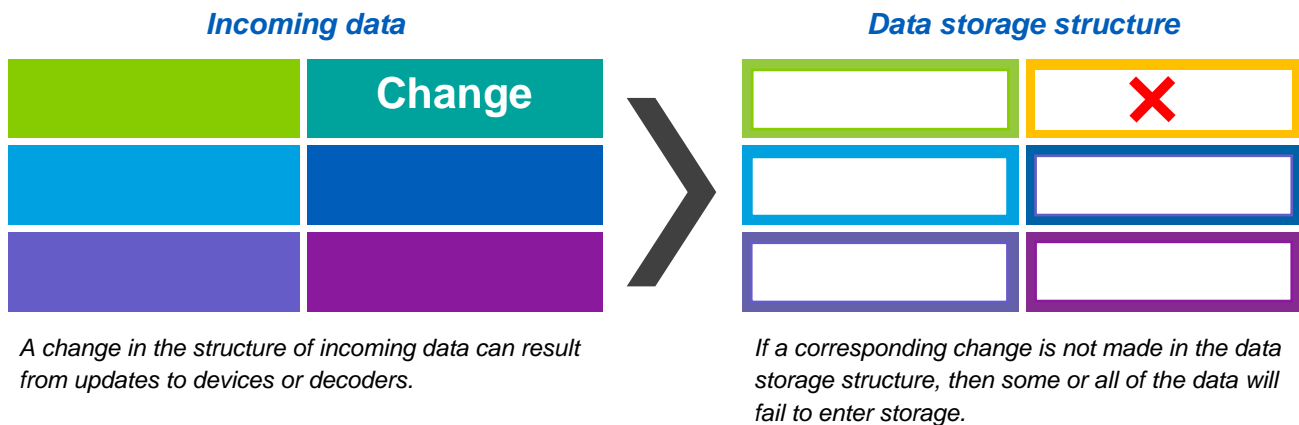 Incoming data
Data storage structure
Change
A change in the structure of incoming data can result
from updates to devices or decoders.
If a corresponding change is not made in the data
storage structure, then some or all of the data will
fail to enter storage.